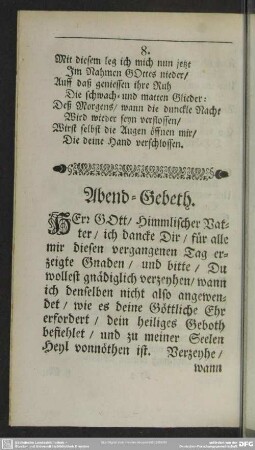 8.
Mit diesem leg ich mich nun jetzt
Im Nahmen GOttes nieder/
Auff daß geniessen ihre Ruh
Die schwach- und matten Glieder:
Deß Morgens/ wann die dunckle Nacht
Wird wieder seyn verflossen/
Wirst selbst die Augen öffnen mir/
Die deine Hand verschlossen.
Abend-Gebeth.
HErr GOtt/ Himmlischer Vat-
ter/ ich dancke Dir/ für alle
mir diesen vergangenen Tag er-
zeigte Gnaden/ und bitte/ Du
wollest gnädiglich verzeyhen/ wann
ich denselben nicht also angewen-
det/ wie es deine Göttliche Ehr
erfordert/ dein heiliges Geboth
befiehlet/ und zu meiner Seelen
Heyl vonnöthen ist. Verzeyhe/
wann
DFG